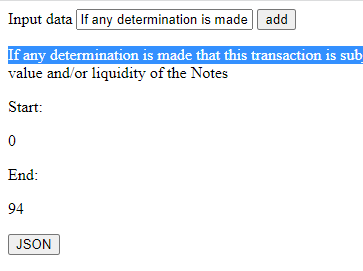 Input data If any determination is made add
If any determination is made that this transaction is sub
value and/or liquidity of the Notes
Start:
0
End:
94
JSON